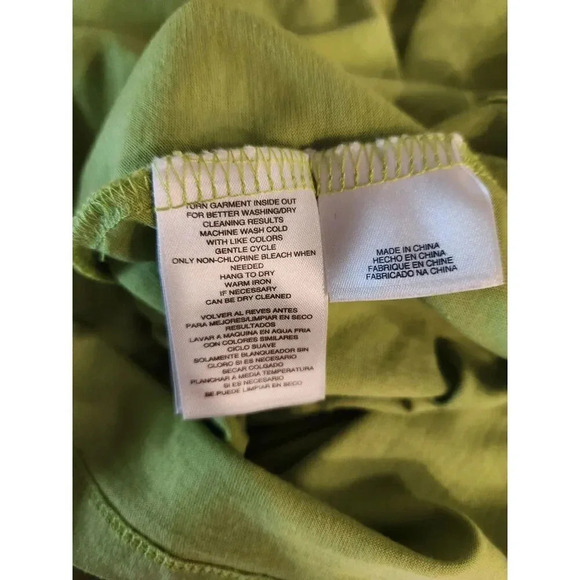 TURN GARMENT INSIDE OUT
FOR BETTER WASHING/DRY
CLEANING RESULTS
MACHINE WASH COLD
WITH LIKE COLORS
GENTLE CYCLE
ONLY NON-CHLORINE BLEACH WHEN
NEEDED
HANG TO DRY
WARM IRON
IF NECESSARY
CAN BE DRY CLEANED
VOLVER AL REVES ANTES
PARA MEJORES/LIMPIAR EN SECO
RESULTADOS
LAVAR A MAQUINA EN AGUA FRIA
CON COLORES SIMILARES
CICLO SUAVE
SOLAMENTE BLANQUEADOR SIN
CLORO SI ES NECESARIO
SECAR COLGADO
PLANCHAR A MEDIA TEMPERATURA
SI ES NECESARIO
SE PUEDE LIMPIAR EN SECO
MADE IN CHINA
HECHO EN CHINA
FABRIQUE EN CHINE
FABRICADO NA CHINA